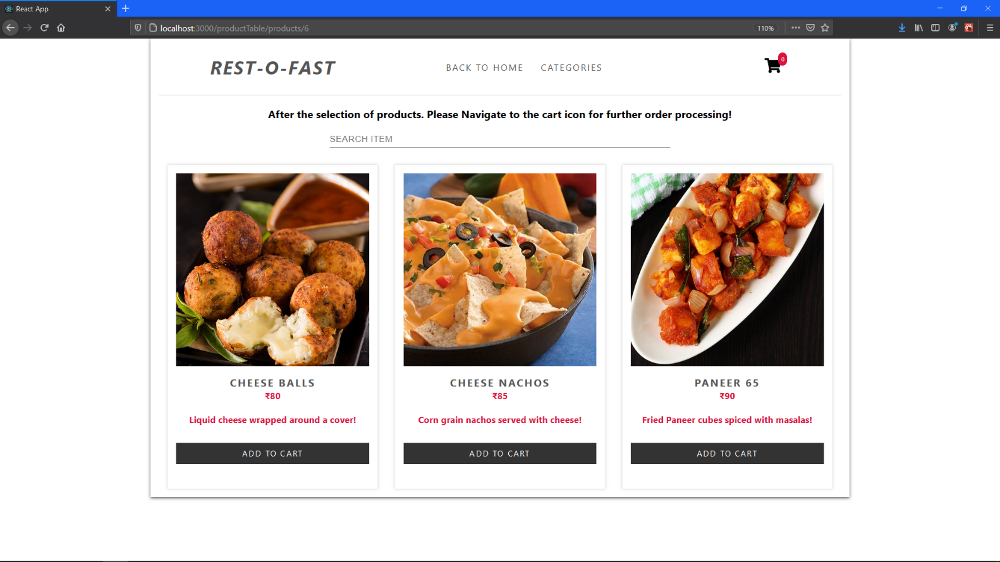 React App
localhost:3000/productTable/products/6
110%
REST-O-FAST
BACK TO HOME
CATEGORIES
0
After the selection of products. Please Navigate to the cart icon for further order processing!
SEARCH ITEM
CHEESE BALLS
₹80
Liquid cheese wrapped around a cover!
ADD TO CART
CHEESE NACHOS
₹85
Corn grain nachos served with cheese!
ADD TO CART
PANEER 65
₹90
Fried Paneer cubes spiced with masalas!
ADD TO CART